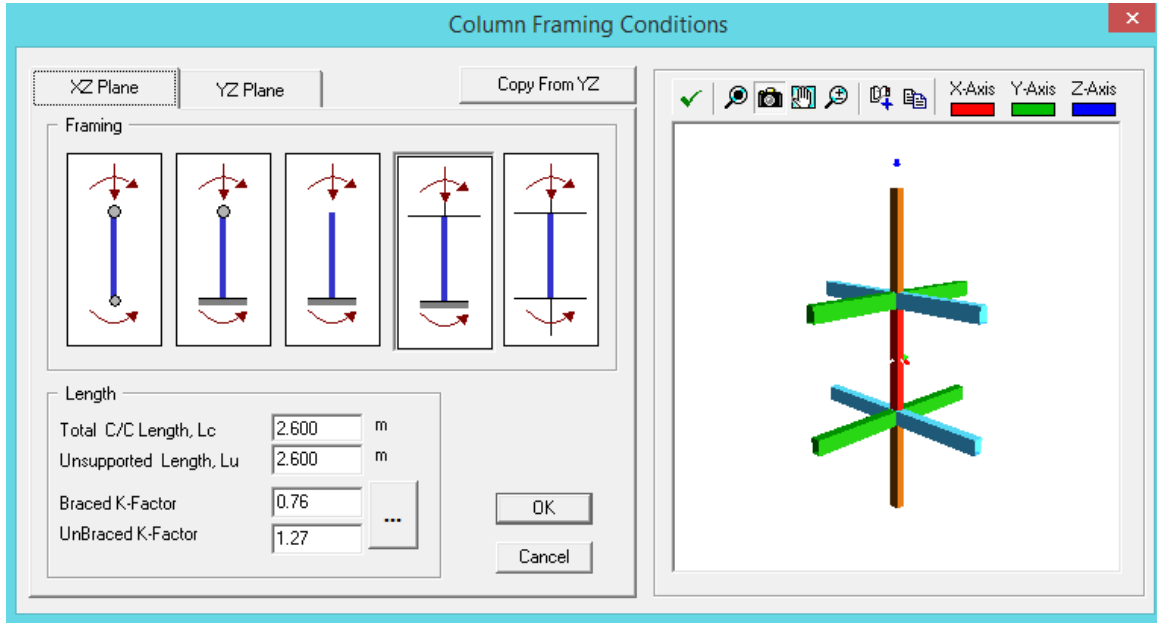 Column Framing Conditions
XZ Plane
YZ Plane
Copy From YZ
X-Axis Y-Axis Z-Axis
Framing
Length
Total C/C Length, Lc 2.600 m
Unsupported Length, Lu 2.600 m
Braced K-Factor 0.76
...
UnBraced K-Factor 1.27
OK
Cancel